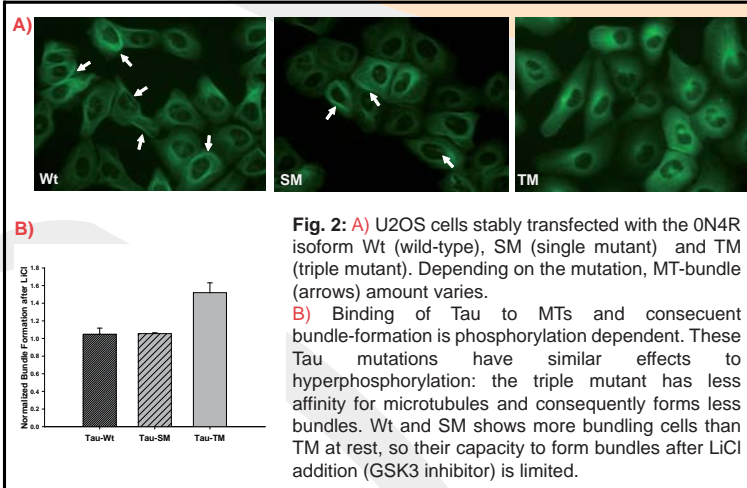 A)
Wt
SM
TM
B)
Normalized Bundle Formation after LiCl
1.8
1.6
1.4
1.2
1.0
0.8
0.6
0.4
0.2
0.0
Tau-Wt
Tau-SM
Tau-TM
Fig. 2: A) U2OS cells stably transfected with the 0N4R
isoform Wt (wild-type), SM (single mutant) and TM
(triple mutant). Depending on the mutation, MT-bundle
(arrows) amount varies.
B) Binding of Tau to MTs and consecuent
bundle-formation is phosphorylation dependent. These
Tau mutations have similar effects to
hyperphosphorylation: the triple mutant has less
affinity for microtubules and consequently forms less
bundles. Wt and SM shows more bundling cells than
TM at rest, so their capacity to form bundles after LiCl
addition (GSK3 inhibitor) is limited.